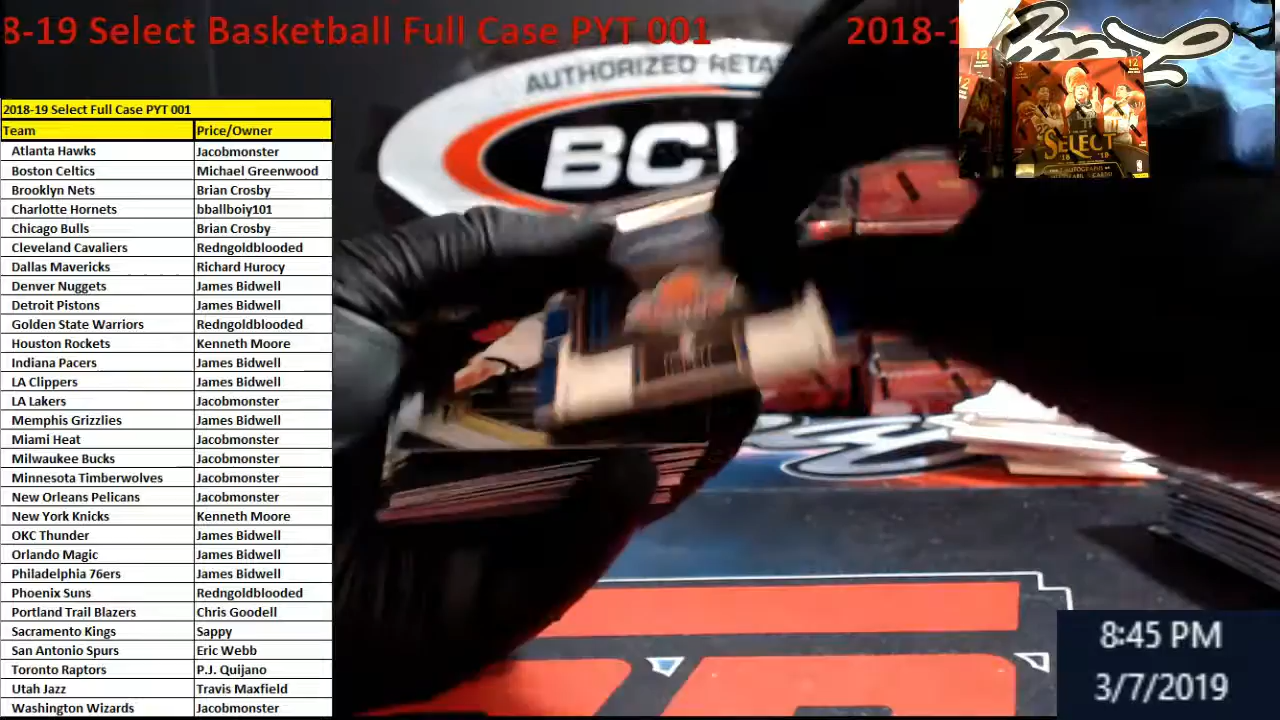 8-19 Select Basketball Full Case PYT 001 2018-1
AUTHORIZED RETA
BC
12
12
SELECT
18 19
2018-19 Select Full Case PYT 001
Team Price/Owner
Atlanta Hawks Jacobmonster
Boston Celtics Michael Greenwood
Brooklyn Nets Brian Crosby
Charlotte Hornets bballboiy101
Chicago Bulls Brian Crosby
Cleveland Cavaliers Redngoldblooded
Dallas Mavericks Richard Hurocy
Denver Nuggets James Bidwell
Detroit Pistons James Bidwell
Golden State Warriors Redngoldblooded
Houston Rockets Kenneth Moore
Indiana Pacers James Bidwell
LA Clippers James Bidwell
LA Lakers Jacobmonster
Memphis Grizzlies James Bidwell
Miami Heat Jacobmonster
Milwaukee Bucks Jacobmonster
Minnesota Timberwolves Jacobmonster
New Orleans Pelicans Jacobmonster
New York Knicks Kenneth Moore
OKC Thunder James Bidwell
Orlando Magic James Bidwell
Philadelphia 76ers James Bidwell
Phoenix Suns Redngoldblooded
Portland Trail Blazers Chris Goodell
Sacramento Kings Sappy
San Antonio Spurs Eric Webb
Toronto Raptors P.J. Quijano
Utah Jazz Travis Maxfield
Washington Wizards Jacobmonster
8:45 PM
3/7/2019